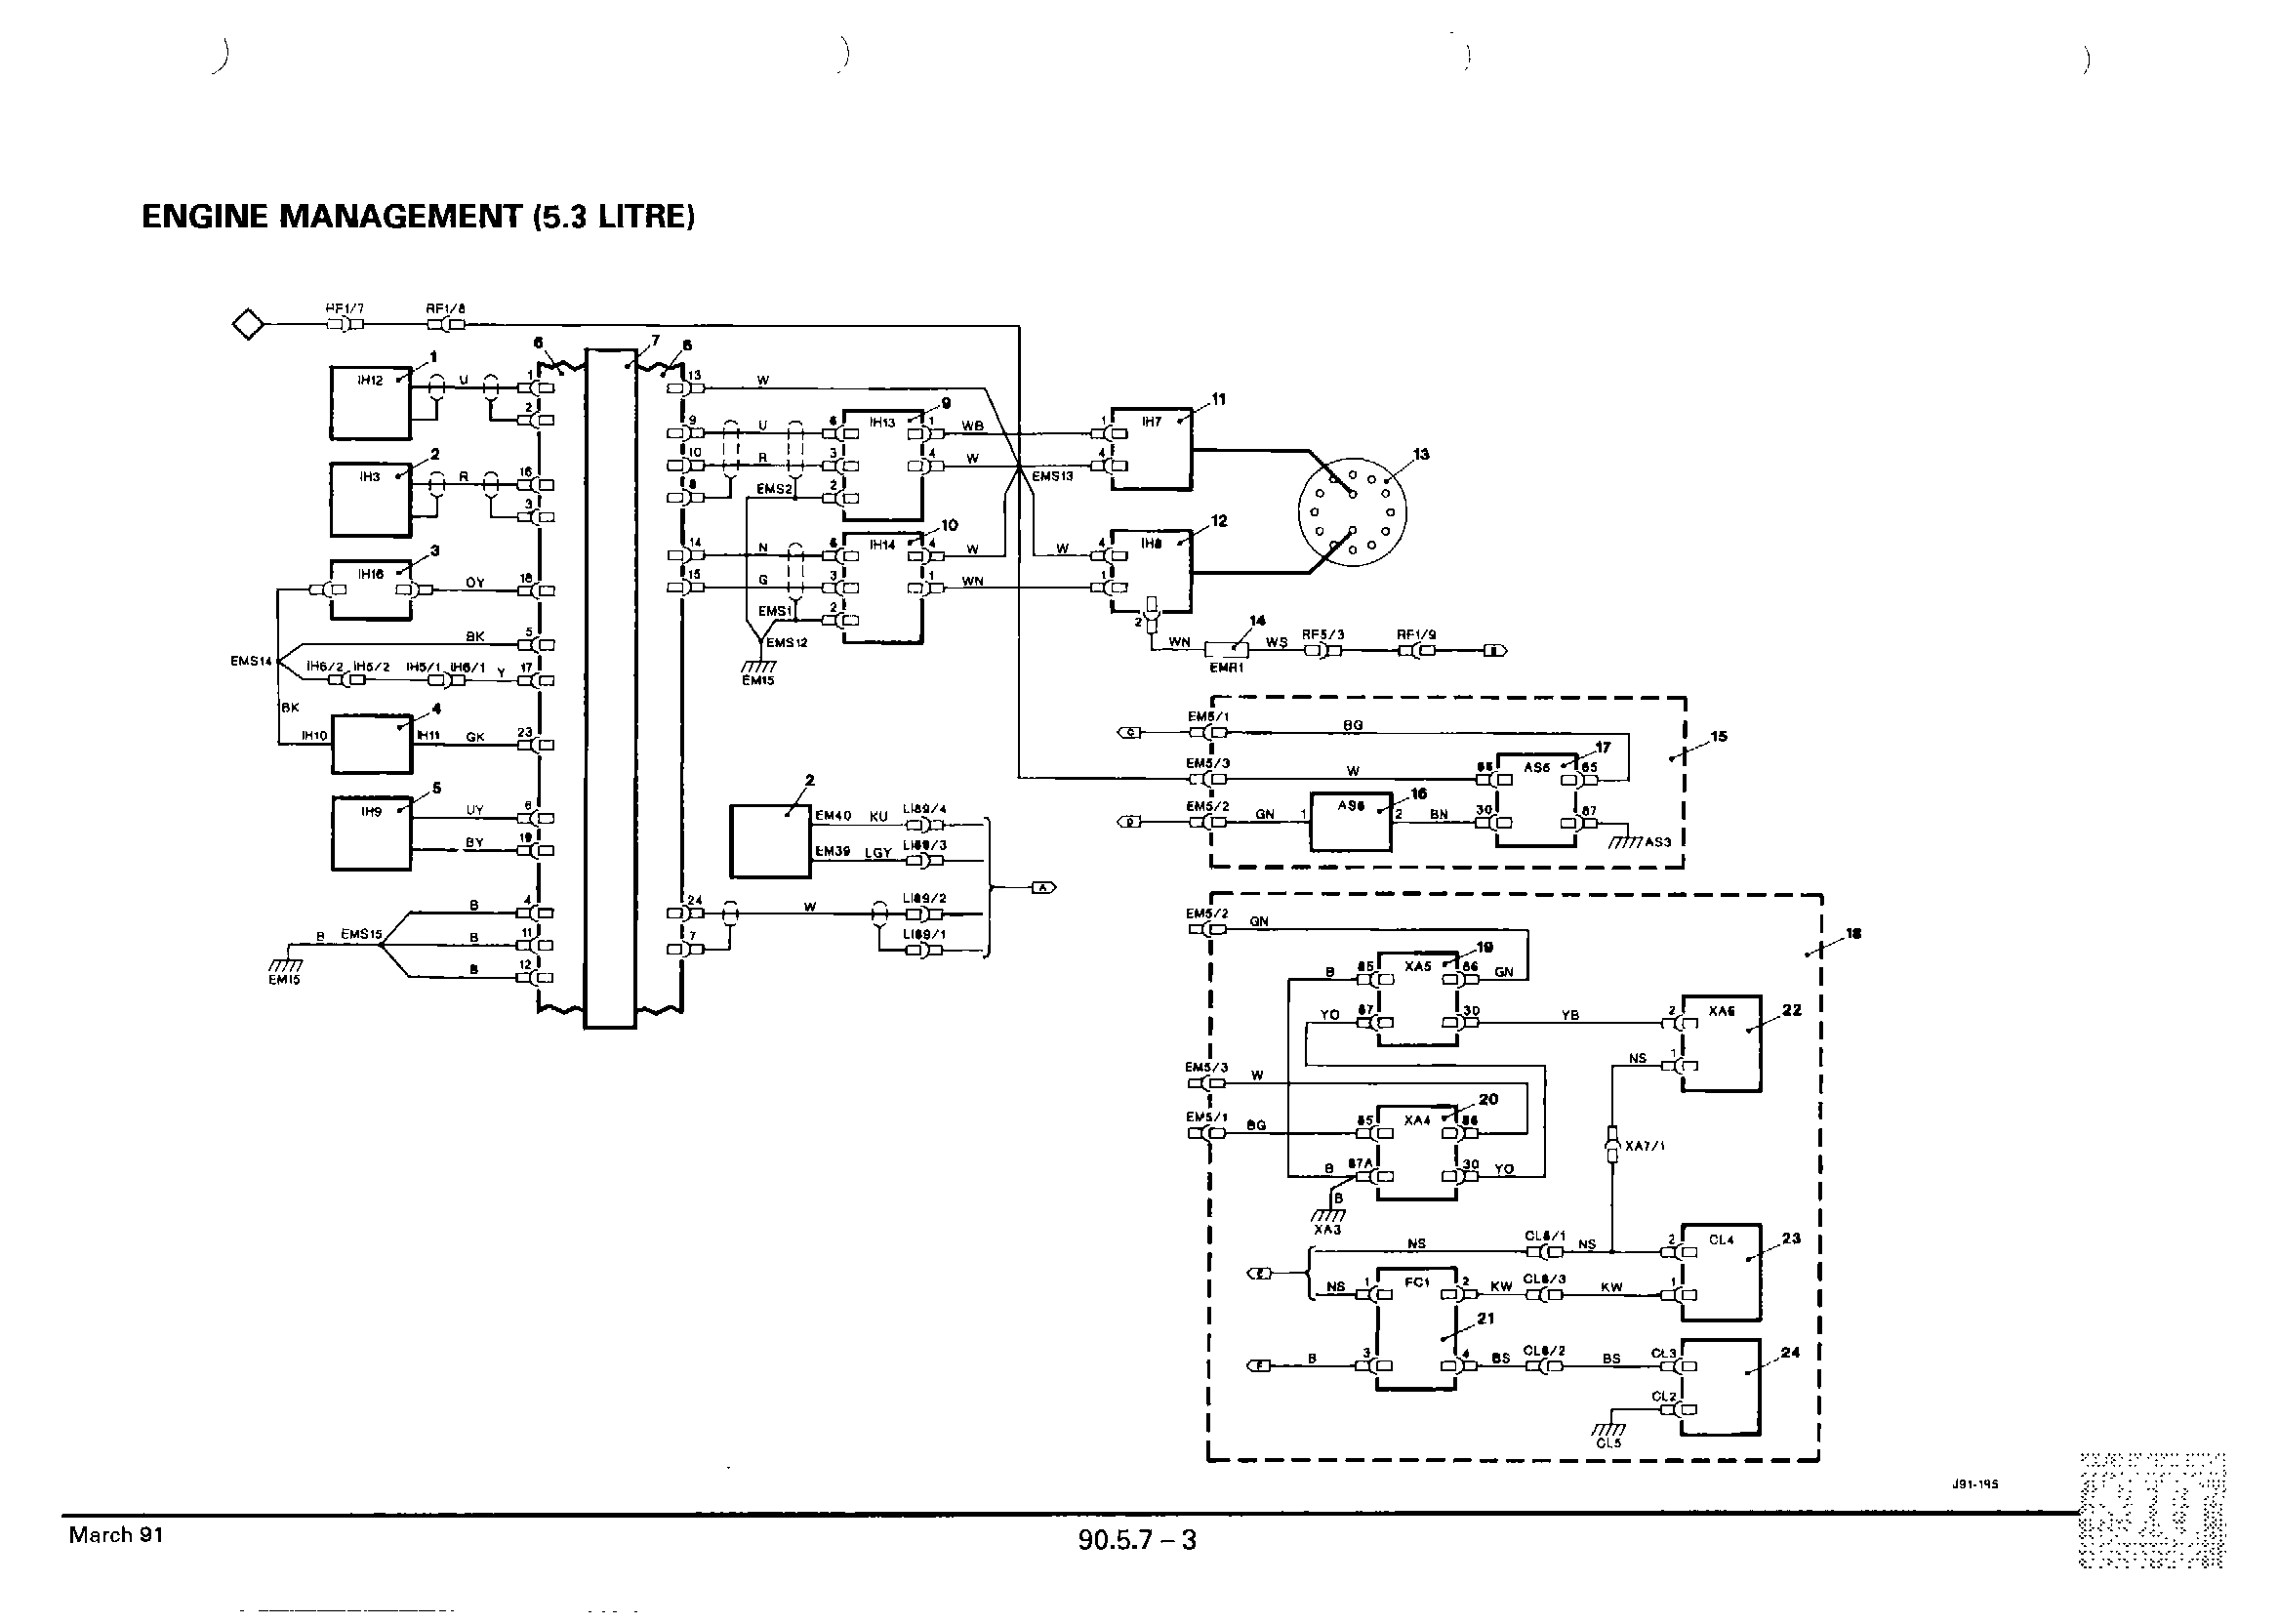 ENGINE MANAGEMENT (5.3 LITRE)
RF1/7 RF1/8
6 7 6
1
IH12 U 1 2
13 W
2
IH3 R 16 3
9 U 6 IH13 9 1 WB 1 IH7 11
10 R 3 4 W 4
8 EMS2 2 EMS13
13
3
IH16 OY 18
14 N 6 IH14 10 4 W W 4 IH8 12
15 G 3 1 WN 1
EMS1 2 2
EMS12
EM15
BK 5
EMS14
IH6/2 IH5/2 IH5/1 IH6/1 Y 17
BK
WN 14 WS RF5/3 RF1/9
EMR1
4
IH10 IH11 GK 23
5
IH9 UY 6
BY 19
C EM5/1 BG 15
EM5/3 W 86 AS5 17 85
D EM5/2 GN 1 AS6 16 2 BN 30 87
AS3
2
EM40 KU LI89/4
EM39 LGY LI89/3
A
24 W LI89/2
7 LI89/1
B 4
B EMS15 B 11
B 12
EM15
EM5/2 GN 18
B 85 XA5 19 86 GN
YO 87 30 YB 2 XA6 22
NS 1
EM5/3 W
EM5/1 BG 85 XA4 20 86
B 87A 30 YO
B
XA3
XA7/1
NS CL6/1 NS 2 CL4 23
NS 1 FC1 2 KW CL6/3 KW 1
21
B 3 4 BS CL6/2 BS CL3 24
CL2
CL5
J91-195
March 91
90.5.7 – 3